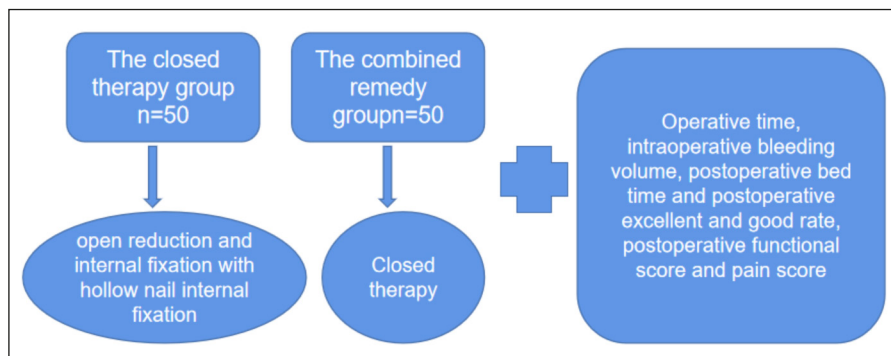 The closed
therapy group
n=50
The combined
remedy
groupn=50
open reduction and
internal fixation with
hollow nail internal
fixation
Closed
therapy
Operative time,
intraoperative bleeding
volume, postoperative bed
time and postoperative
excellent and good rate,
postoperative functional
score and pain score